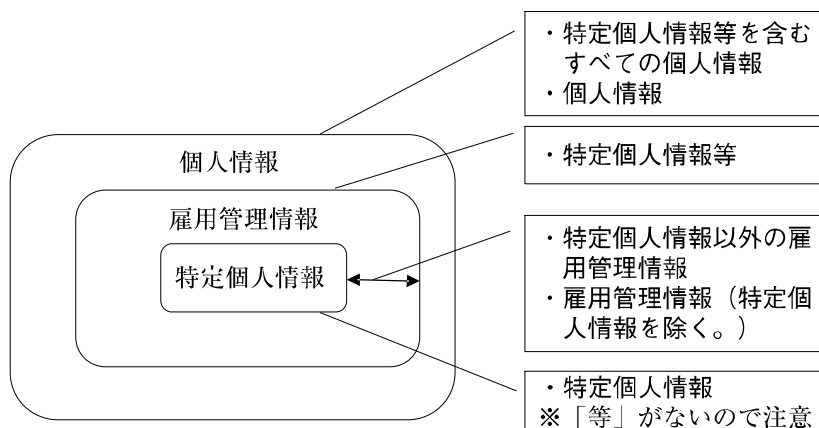 個人情報
雇用管理情報
特定個人情報
・特定個人情報等を含む
すべての個人情報
・個人情報
・特定個人情報等
・特定個人情報以外の雇
用管理情報
・雇用管理情報（特定個
人情報を除く。）
・特定個人情報
※「等」がないので注意